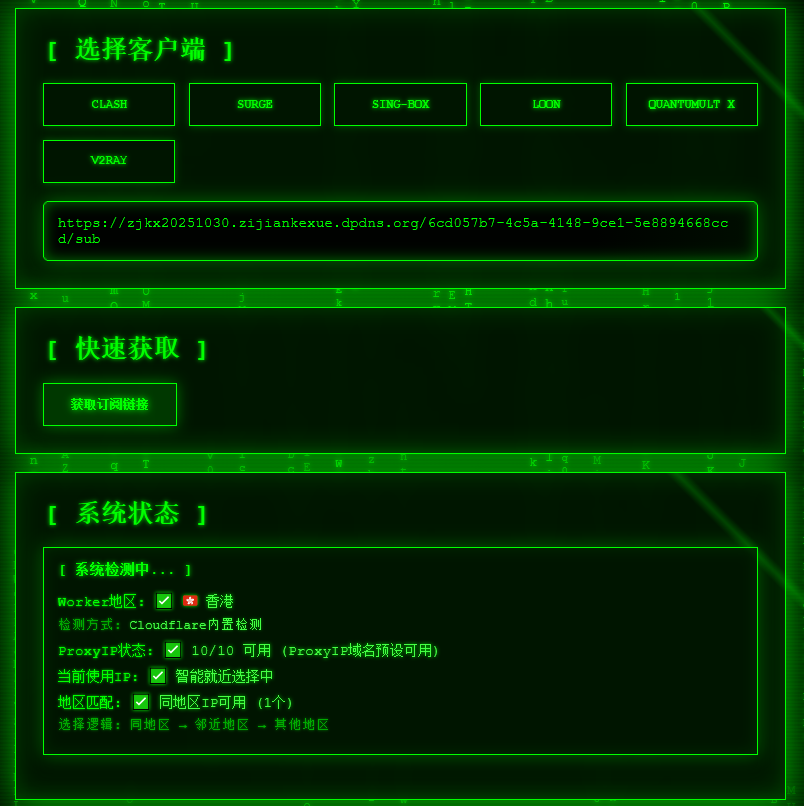 [ 选择客户端 ]
CLASH
SURGE
SING-BOX
LOON
QUANTUMULT X
V2RAY
https://zjkx20251030.zijiankexue.dpdns.org/6cd057b7-4c5a-4148-9ce1-5e8894668cc
d/sub
[ 快速获取 ]
获取订阅链接
[ 系统状态 ]
[ 系统检测中... ]
Worker地区: ✅ 🇭🇰 香港
检测方式: Cloudflare内置检测
ProxyIP状态: ✅ 10/10 可用 (ProxyIP域名预设可用)
当前使用IP: ✅ 智能就近选择中
地区匹配: ✅ 同地区IP可用 (1个)
选择逻辑: 同地区 → 邻近地区 → 其他地区